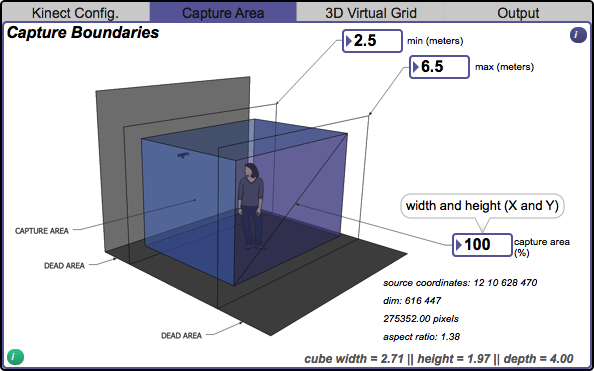 Kinect Config. Capture Area 3D Virtual Grid Output
Capture Boundaries
i
2.5 min (meters)
6.5 max (meters)
width and height (X and Y)
CAPTURE AREA
100 capture area
(%)
DEAD AREA
source coordinates: 12 10 628 470
dim: 616 447
275352.00 pixels
DEAD AREA
aspect ratio: 1.38
i
cube width = 2.71 || height = 1.97 || depth = 4.00